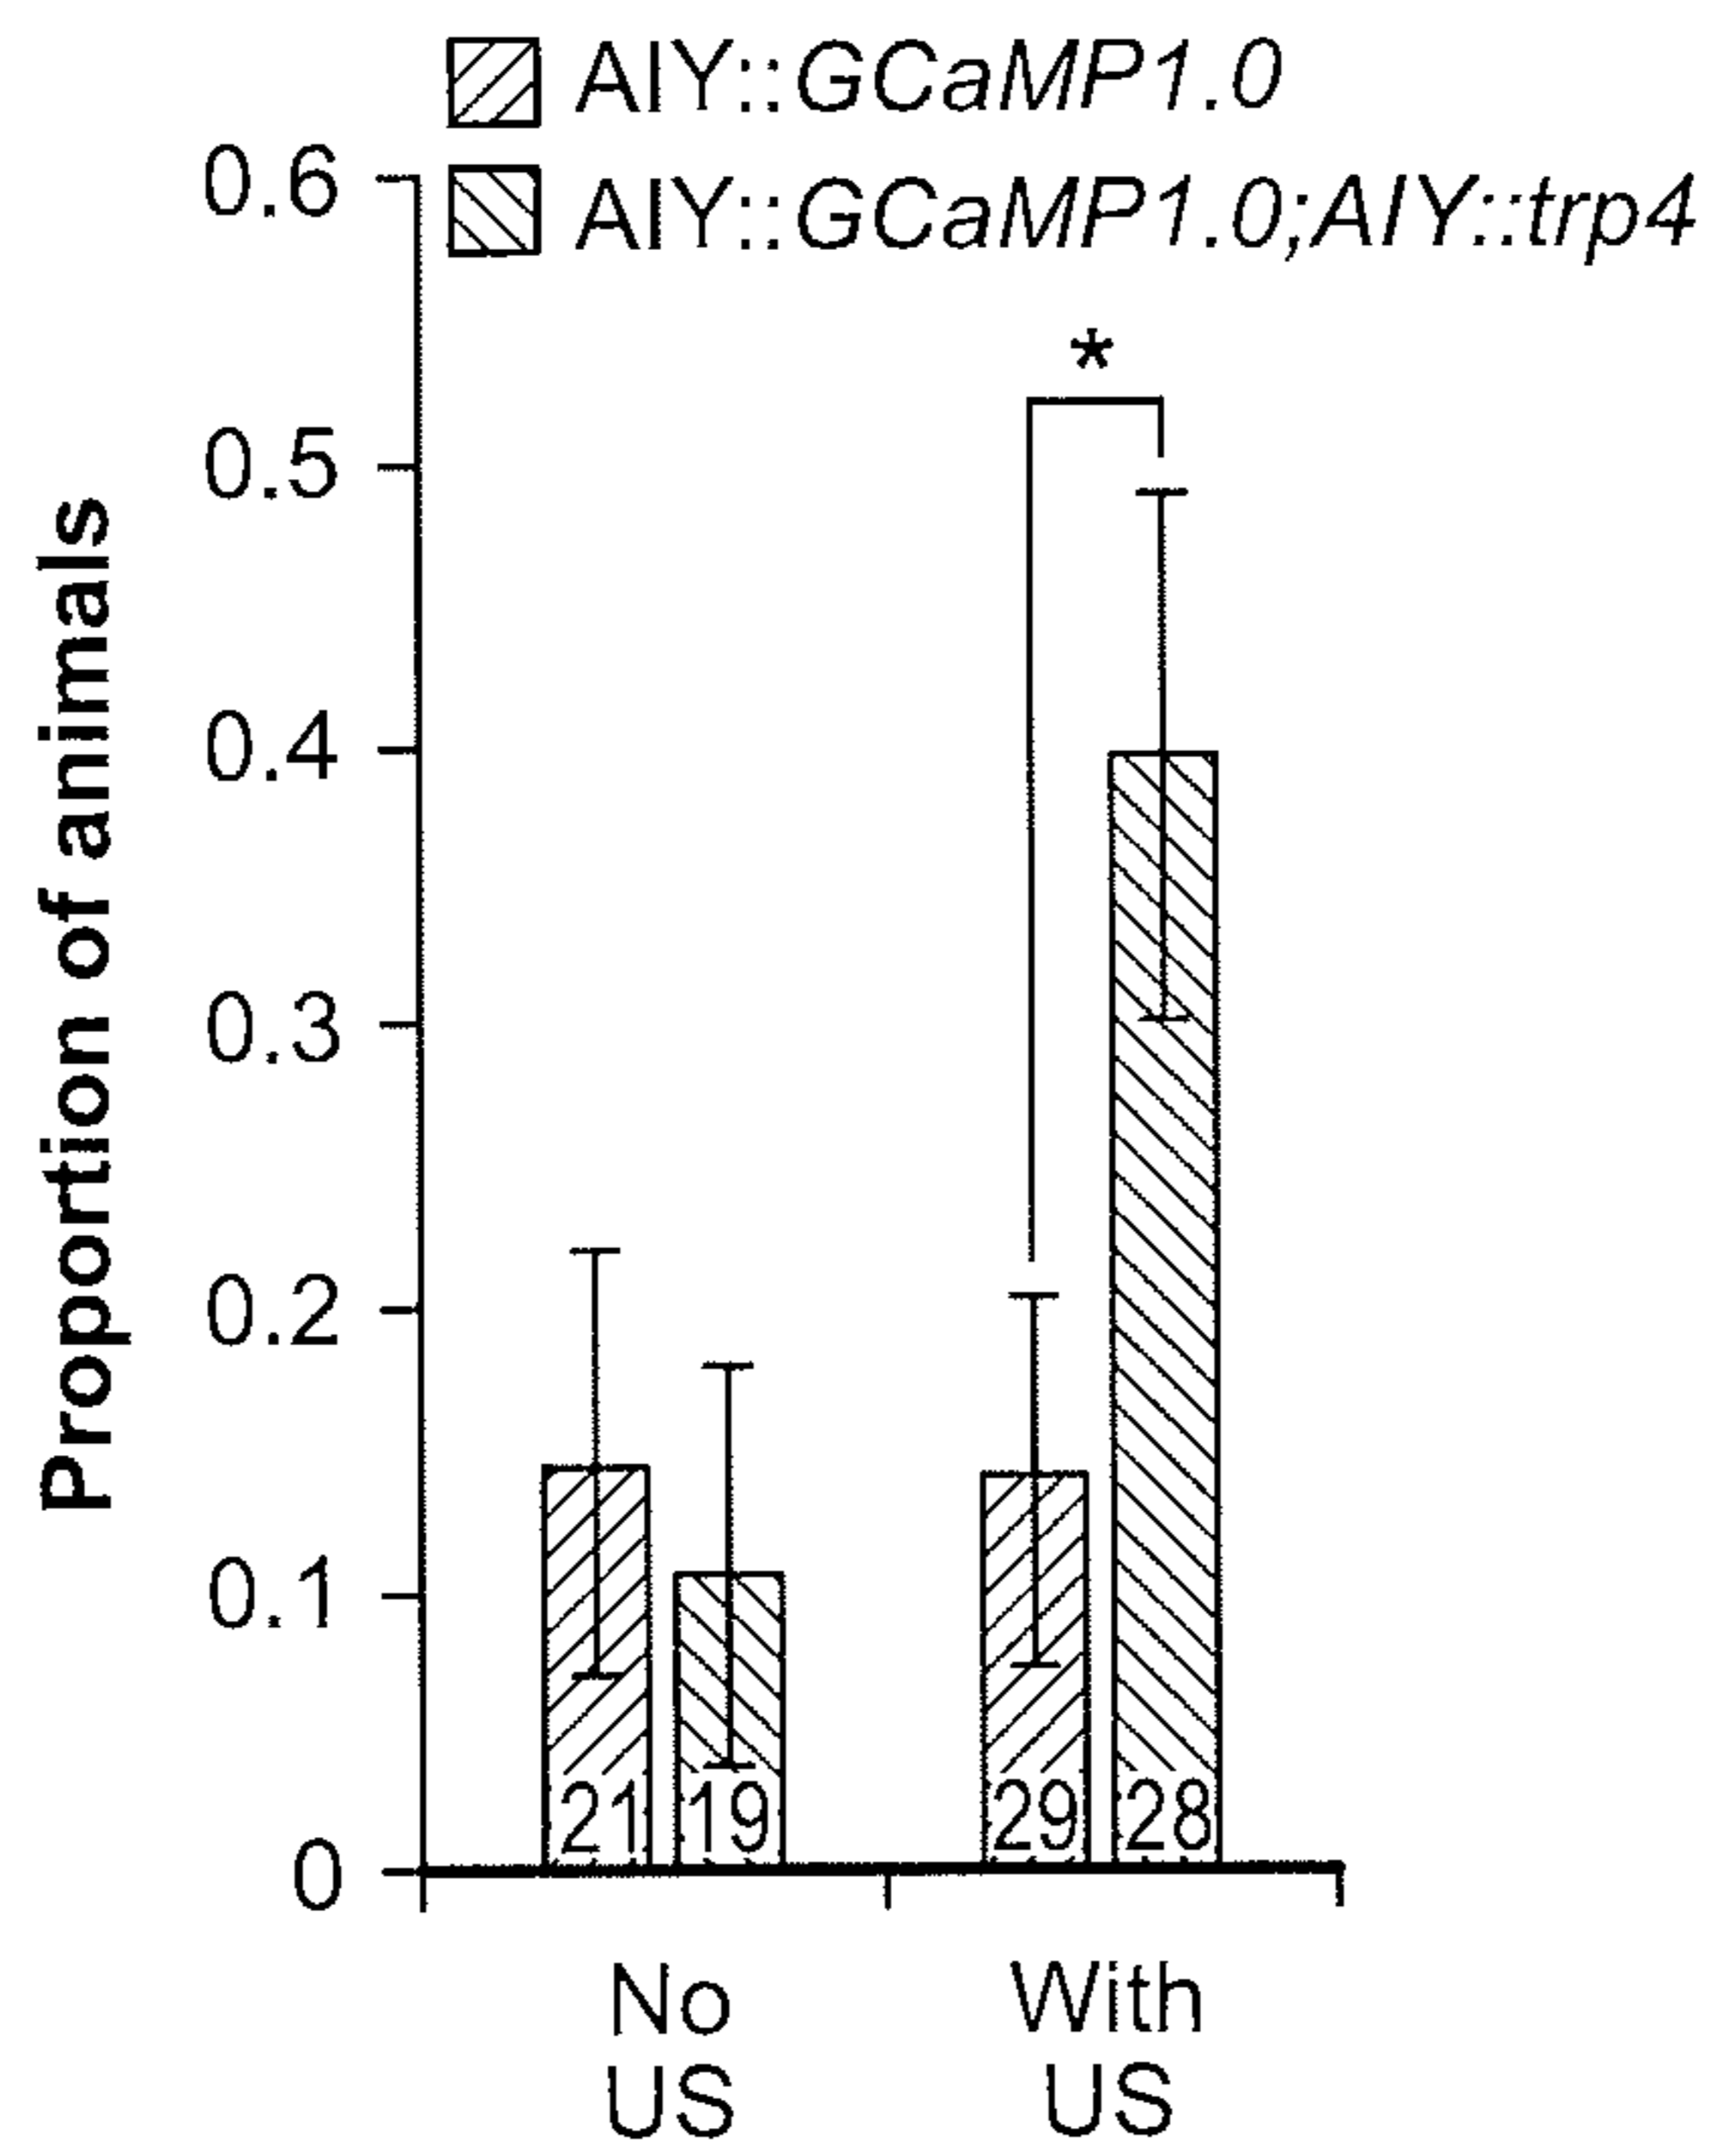 AIY::GCaMP1.0
AIY::GCaMP1.0;AIY::trp4
Proportion of animals
0.6
0.5
0.4
0.3
0.2
0.1
0
*
21 19 29 28
No US
With US